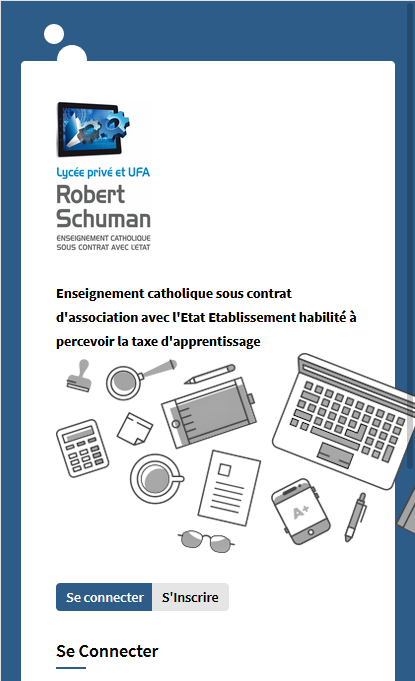 Lycée privé et UFA
Robert
Schuman
ENSEIGNEMENT CATHOLIQUE
SOUS CONTRAT AVEC L'ETAT
Enseignement catholique sous contrat
d'association avec l'Etat Etablissement habilité à
percevoir la taxe d'apprentissage
A+
Se connecter
S'Inscrire
Se Connecter